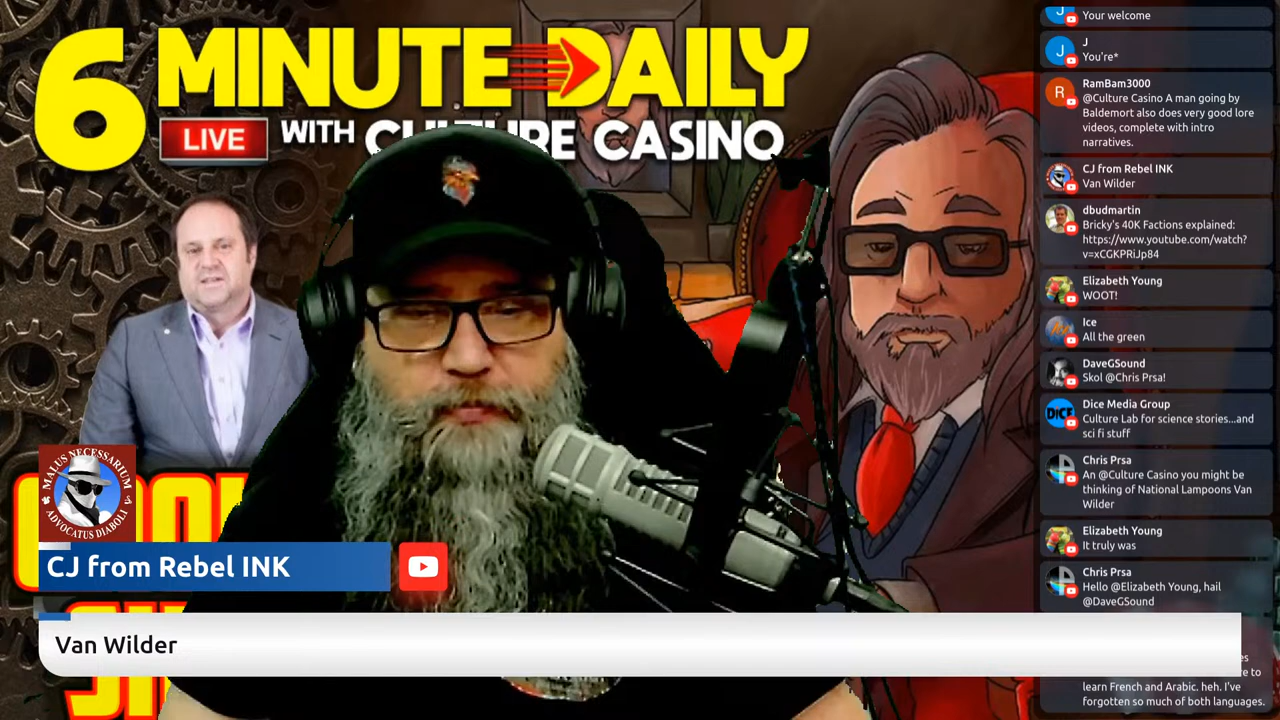 6 MINUTE DAILY
LIVE WITH CULTURE CASINO
MALUS NECESSARIUM
ADVOCATUS DIABOLI
CJ from Rebel INK
Van Wilder
Your welcome
J
You're*
RamBam3000
@Culture Casino A man going by
Baldemort also does very good lore
videos, complete with intro
narratives.
CJ from Rebel INK
Van Wilder
dbudmartin
Bricky's 40K Factions explained:
https://www.youtube.com/watch?
v=xCGKPRiJp84
Elizabeth Young
WOOT!
Ice
All the green
DaveGSound
Skol @Chris Prsa!
DICE
Dice Media Group
Culture Lab for science stories...and
sci fi stuff
Chris Prsa
An @Culture Casino you might be
thinking of National Lampoons Van
Wilder
Elizabeth Young
It truly was
Chris Prsa
Hello @Elizabeth Young, hail
@DaveGSound
learn French and Arabic. heh. I've
forgotten so much of both languages.